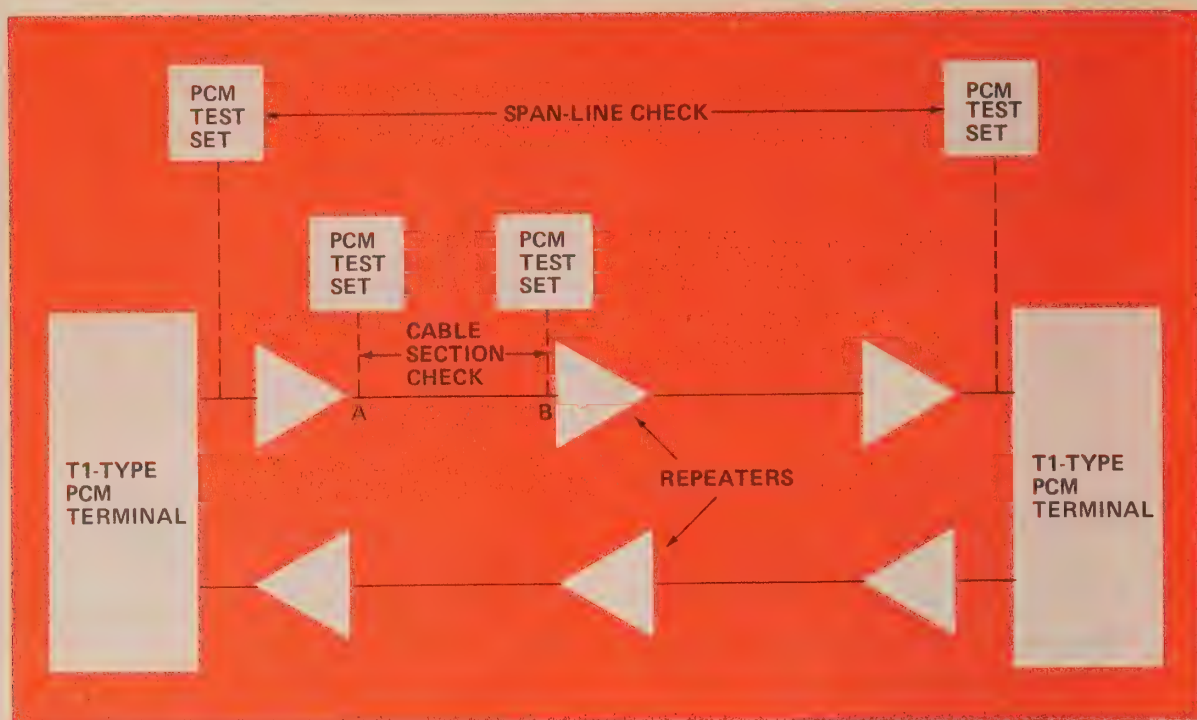 PCM
TEST
SET
SPAN-LINE CHECK
PCM
TEST
SET
PCM
TEST
SET
PCM
TEST
SET
CABLE
SECTION
CHECK
A
B
T1-TYPE
PCM
TERMINAL
REPEATERS
T1-TYPE
PCM
TERMINAL